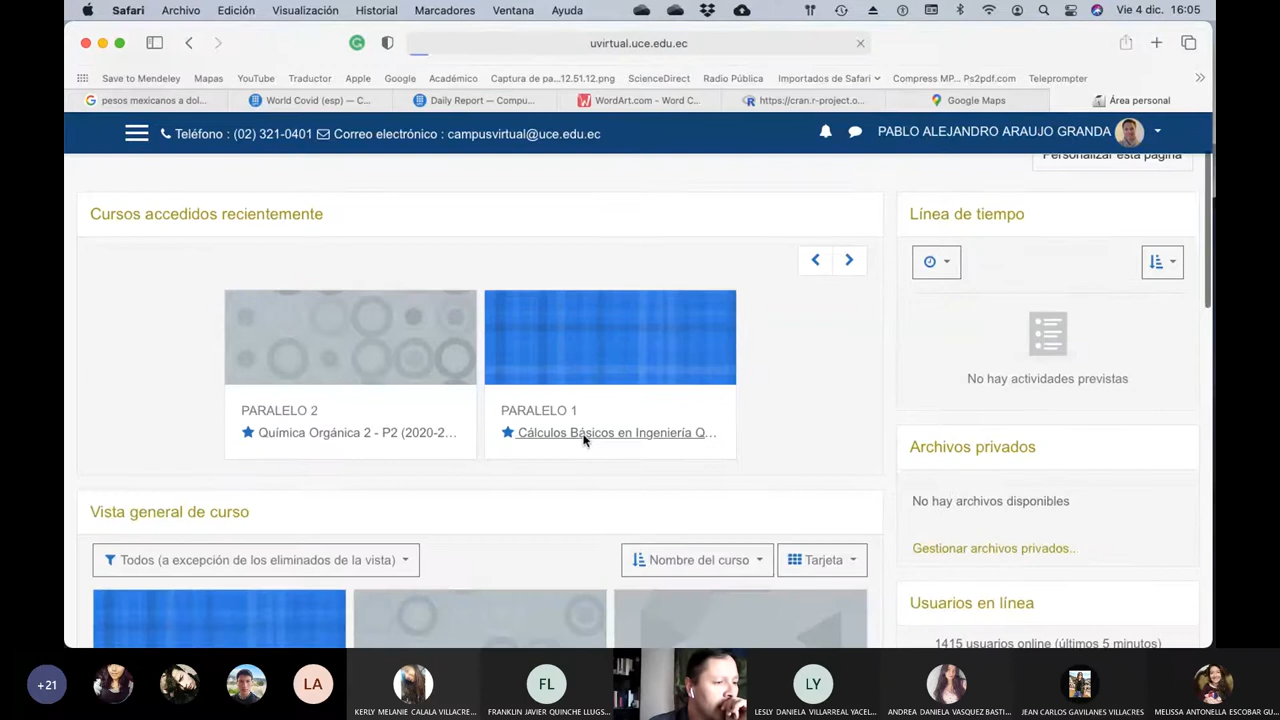 Safari Archivo Edición Visualización Historial Marcadores Ventana Ayuda Vie 4 dic. 16:05
uvirtual.uce.edu.ec
Save to Mendeley Mapas YouTube Traductor Apple Google Académico Captura de pa...12.51.12.png ScienceDirect Radio Pública Importados de Safari Compress MP... Ps2pdf.com Teleprompter
pesos mexicanos a dol... World Covid (esp) — C... Daily Report — Compu... WordArt.com - Word C... https://cran.r-project.o... Google Maps Área personal
Teléfono : (02) 321-0401 Correo electrónico : campusvirtual@uce.edu.ec PABLO ALEJANDRO ARAUJO GRANDA
Personalizar esta página
Cursos accedidos recientemente
Línea de tiempo
No hay actividades previstas
PARALELO 2
Química Orgánica 2 - P2 (2020-2...
PARALELO 1
Cálculos Básicos en Ingeniería Q...
Archivos privados
No hay archivos disponibles
Gestionar archivos privados..
Vista general de curso
Todos (a excepción de los eliminados de la vista) Nombre del curso Tarjeta
Usuarios en línea
1415 usuarios online (últimos 5 minutos)
+21 LA FL LY
KERLY MELANIE CALALA VILLACRE... FRANKLIN JAVIER QUINCHE LLUGS... LESLY DANIELA VILLARREAL YACEL... ANDREA DANIELA VASQUEZ BASTI... JEAN CARLOS GAVILANES VILLACRES MELISSA ANTONELLA ESCOBAR GU...